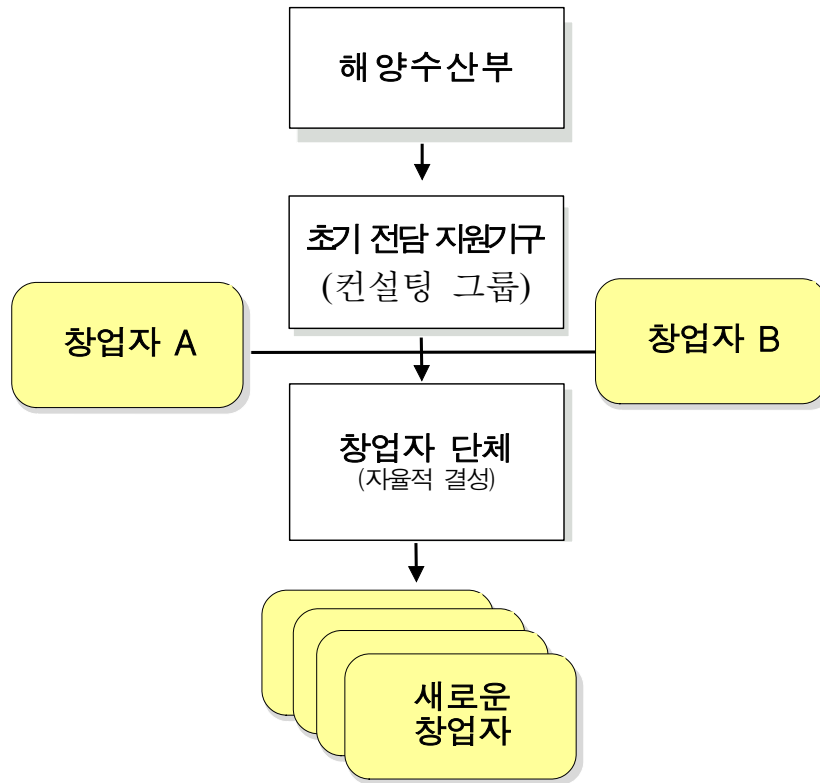 해양수산부
초기 전담 지원기구
(컨설팅 그룹)
창업자 A
창업자 B
창업자 단체
(자율적 결성)
새로운
창업자